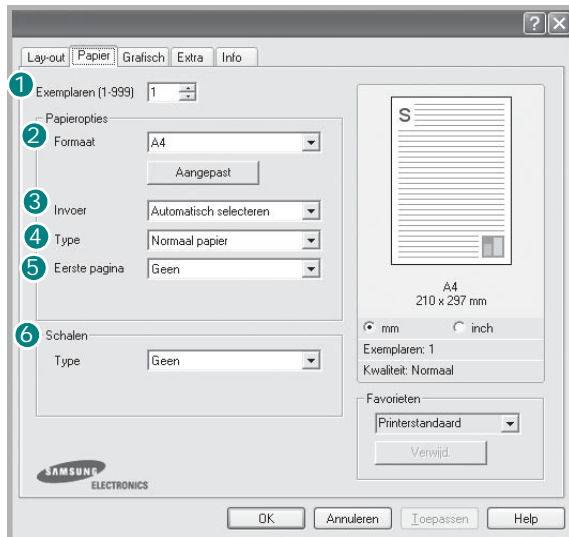 Lay-out Papier Grafisch Extra Info
1 Exemplaren (1-999) 1
Papieropties
2 Formaat A4
Aangepast
3 Invoer Automatisch selecteren
4 Type Normaal papier
5 Eerste pagina Geen
6 Schalen
Type Geen
S
A4
210 x 297 mm
mm inch
Exemplaren: 1
Kwaliteit: Normaal
Favorieten
Printerstandaard
Verwijd.
SAMSUNG
ELECTRONICS
OK Annuleren Toepassen Help